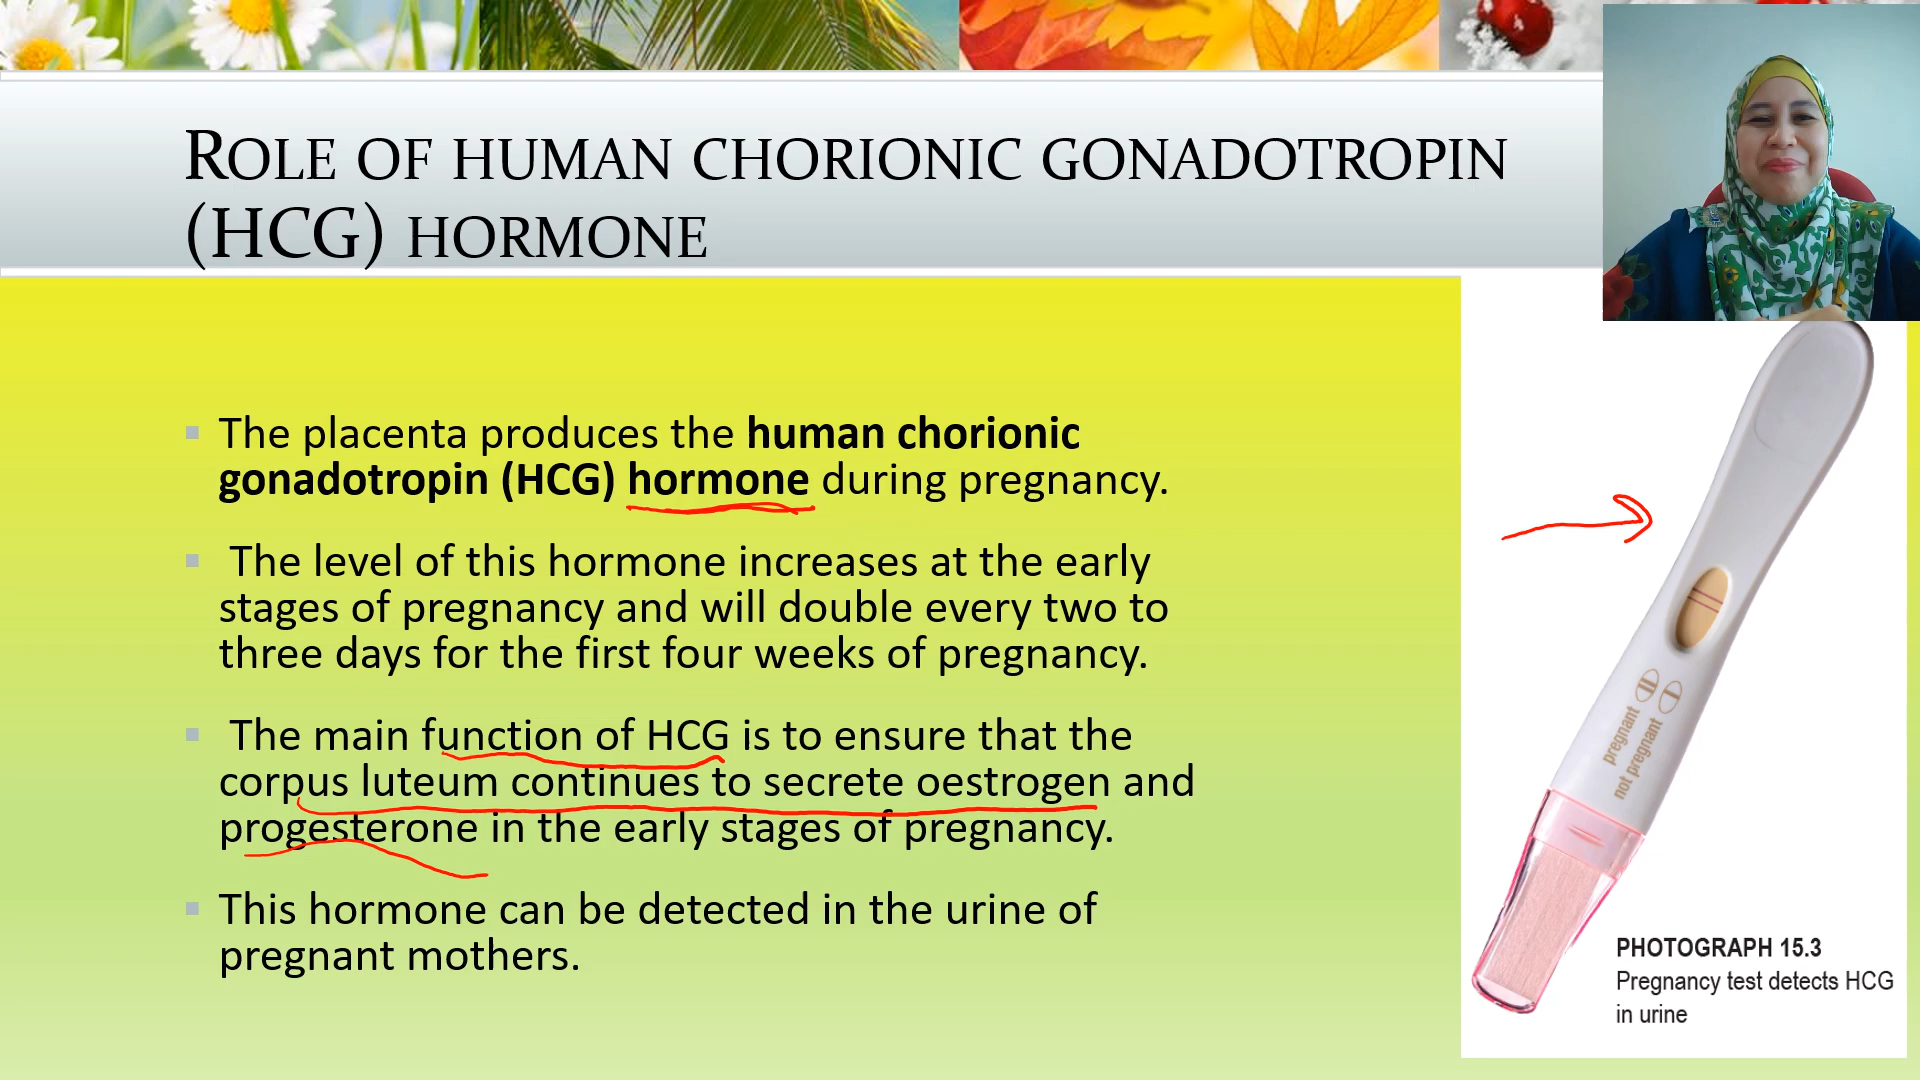 ROLE OF HUMAN CHORIONIC GONADOTROPIN
(HCG) HORMONE
The placenta produces the human chorionic
gonadotropin (HCG) hormone during pregnancy.
The level of this hormone increases at the early
stages of pregnancy and will double every two to
three days for the first four weeks of pregnancy.
The main function of HCG is to ensure that the
corpus luteum continues to secrete oestrogen and
progesterone in the early stages of pregnancy.
This hormone can be detected in the urine of
pregnant mothers.
pregnant
not pregnant
PHOTOGRAPH 15.3
Pregnancy test detects HCG
in urine